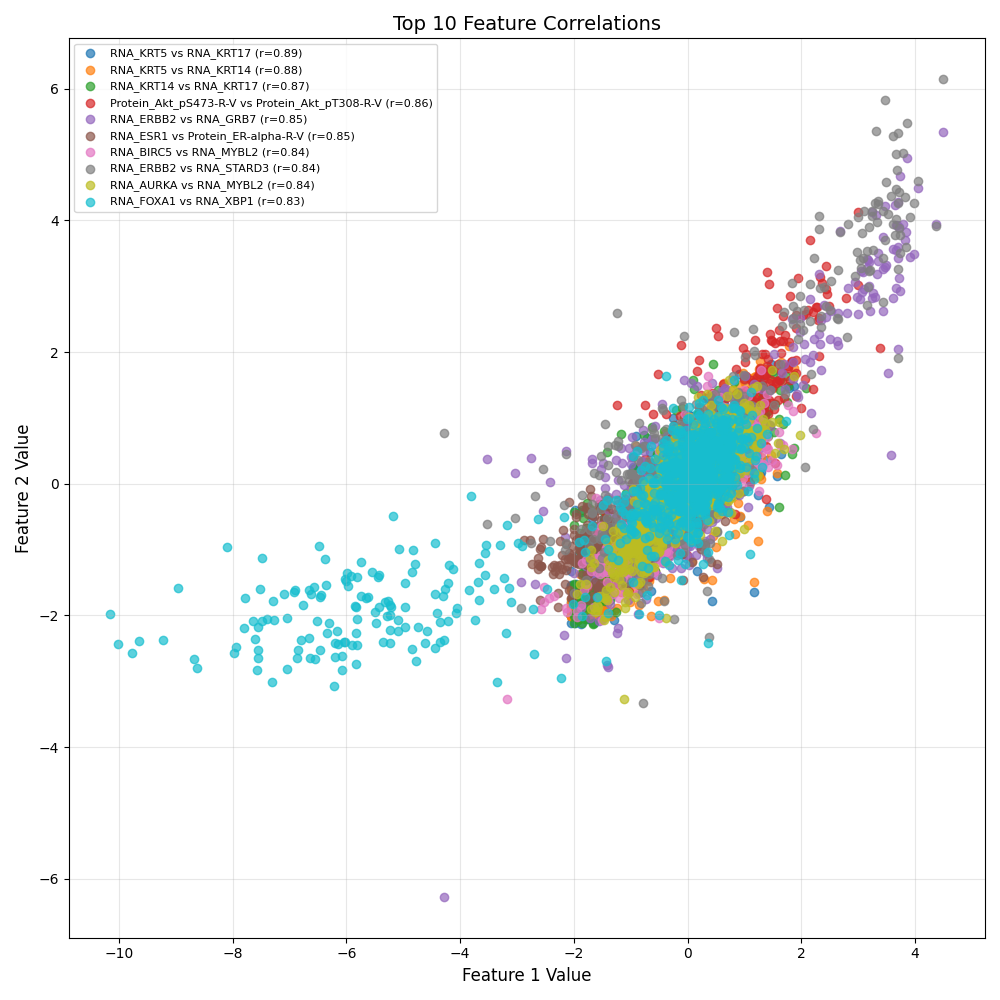 Top 10 Feature Correlations
RNA_KRT5 vs RNA_KRT17 (r=0.89)
RNA_KRT5 vs RNA_KRT14 (r=0.88)
RNA_KRT14 vs RNA_KRT17 (r=0.87)
Protein_Akt_pS473-R-V vs Protein_Akt_pT308-R-V (r=0.86)
RNA_ERBB2 vs RNA_GRB7 (r=0.85)
RNA_ESR1 vs Protein_ER-alpha-R-V (r=0.85)
RNA_BIRC5 vs RNA_MYBL2 (r=0.84)
RNA_ERBB2 vs RNA_STARD3 (r=0.84)
RNA_AURKA vs RNA_MYBL2 (r=0.84)
RNA_FOXA1 vs RNA_XBP1 (r=0.83)
6
4
2
0
−2
−4
−6
Feature 2 Value
−10 −8 −6 −4 −2 0 2 4
Feature 1 Value